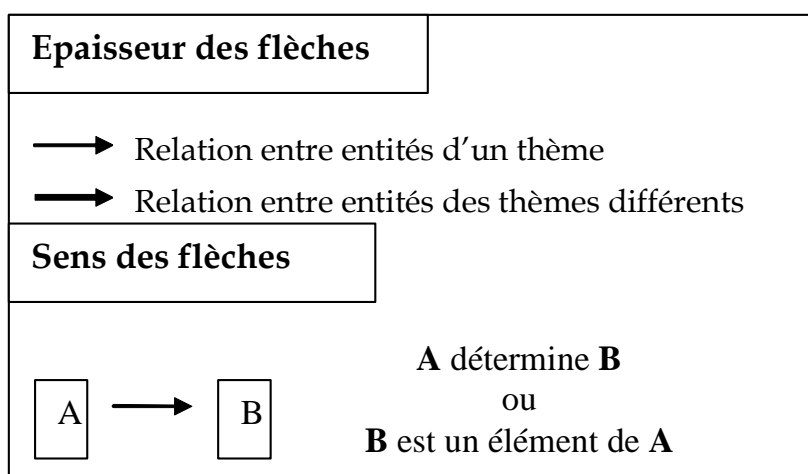 Epaisseur des flèches
Relation entre entités d’un thème
Relation entre entités des thèmes différents
Sens des flèches
A détermine B
ou
A B
B est un élément de A